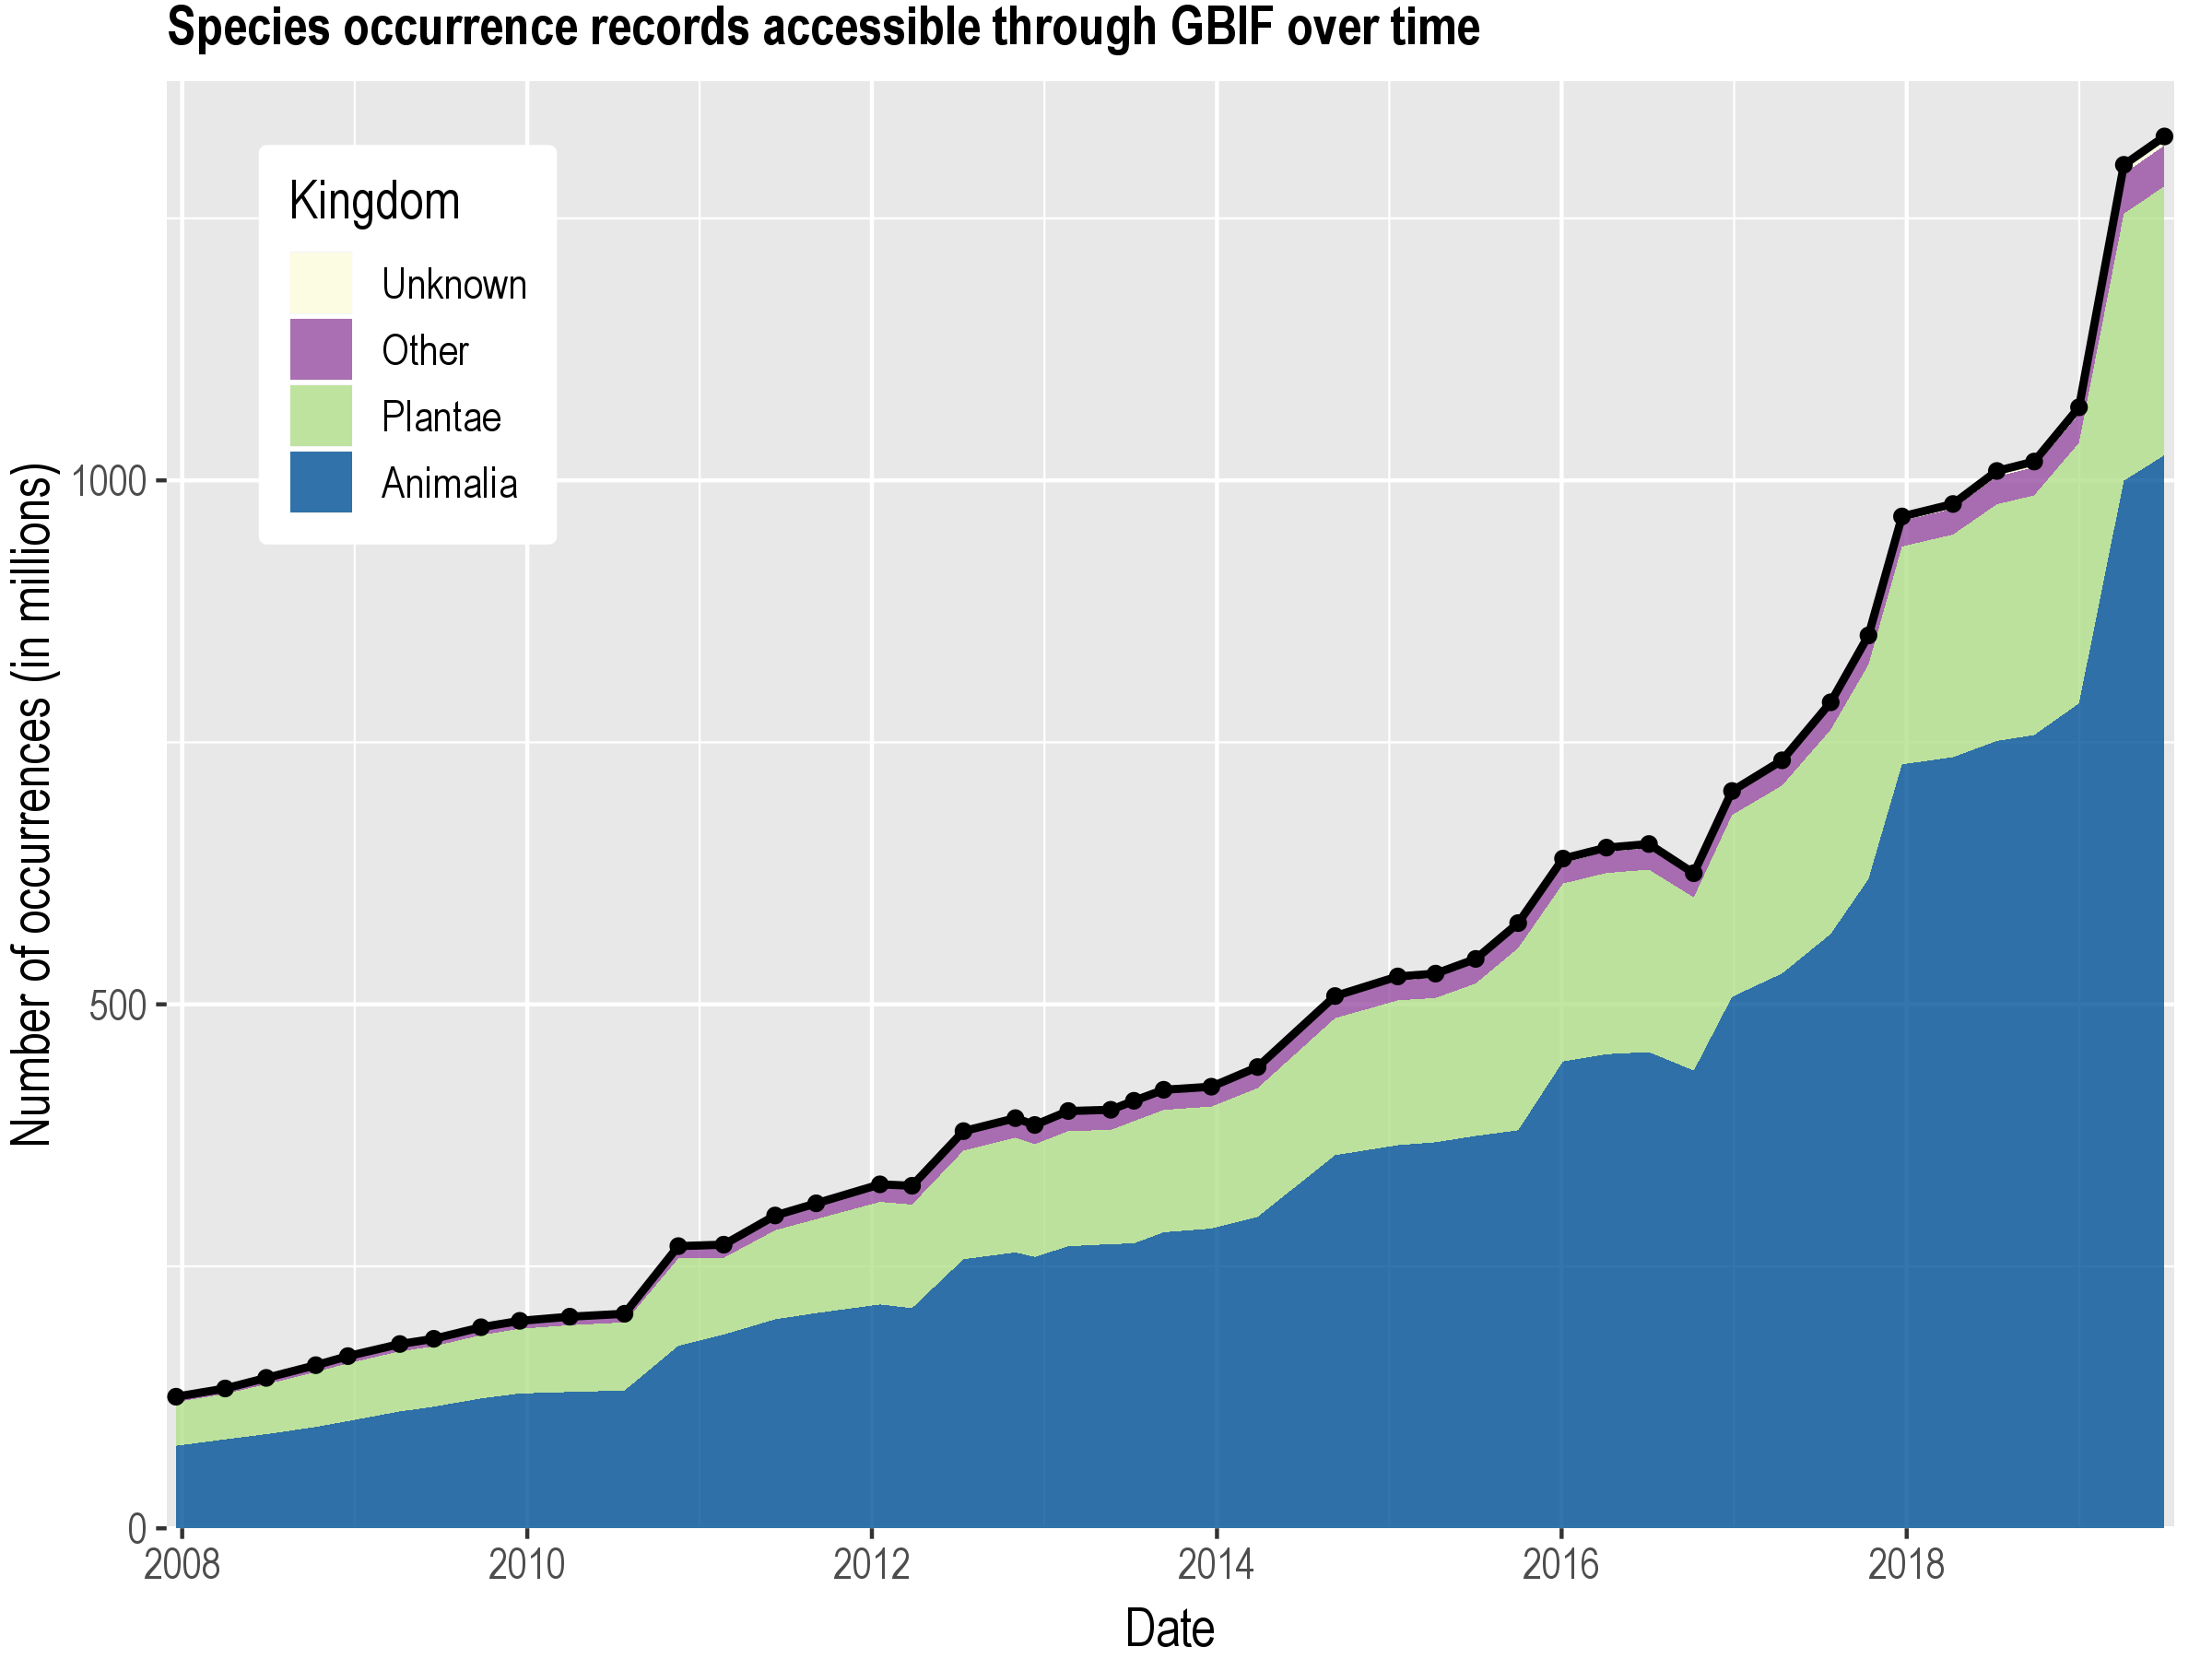 Species occurrence records accessible through GBIF over time
Kingdom
Unknown
Other
Plantae
Animalia
Number of occurrences (in millions)
1000
500
0
2008 2010 2012 2014 2016 2018
Date